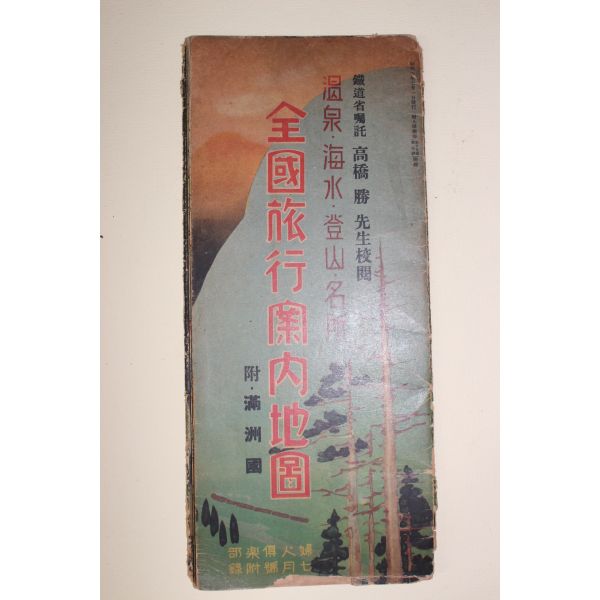 鐵道省囑託 高橋 勝 先生校閲
温泉・海水・登山・名所
全國旅行案内地圖
附・滿洲國
婦人倶楽部
七月號附錄